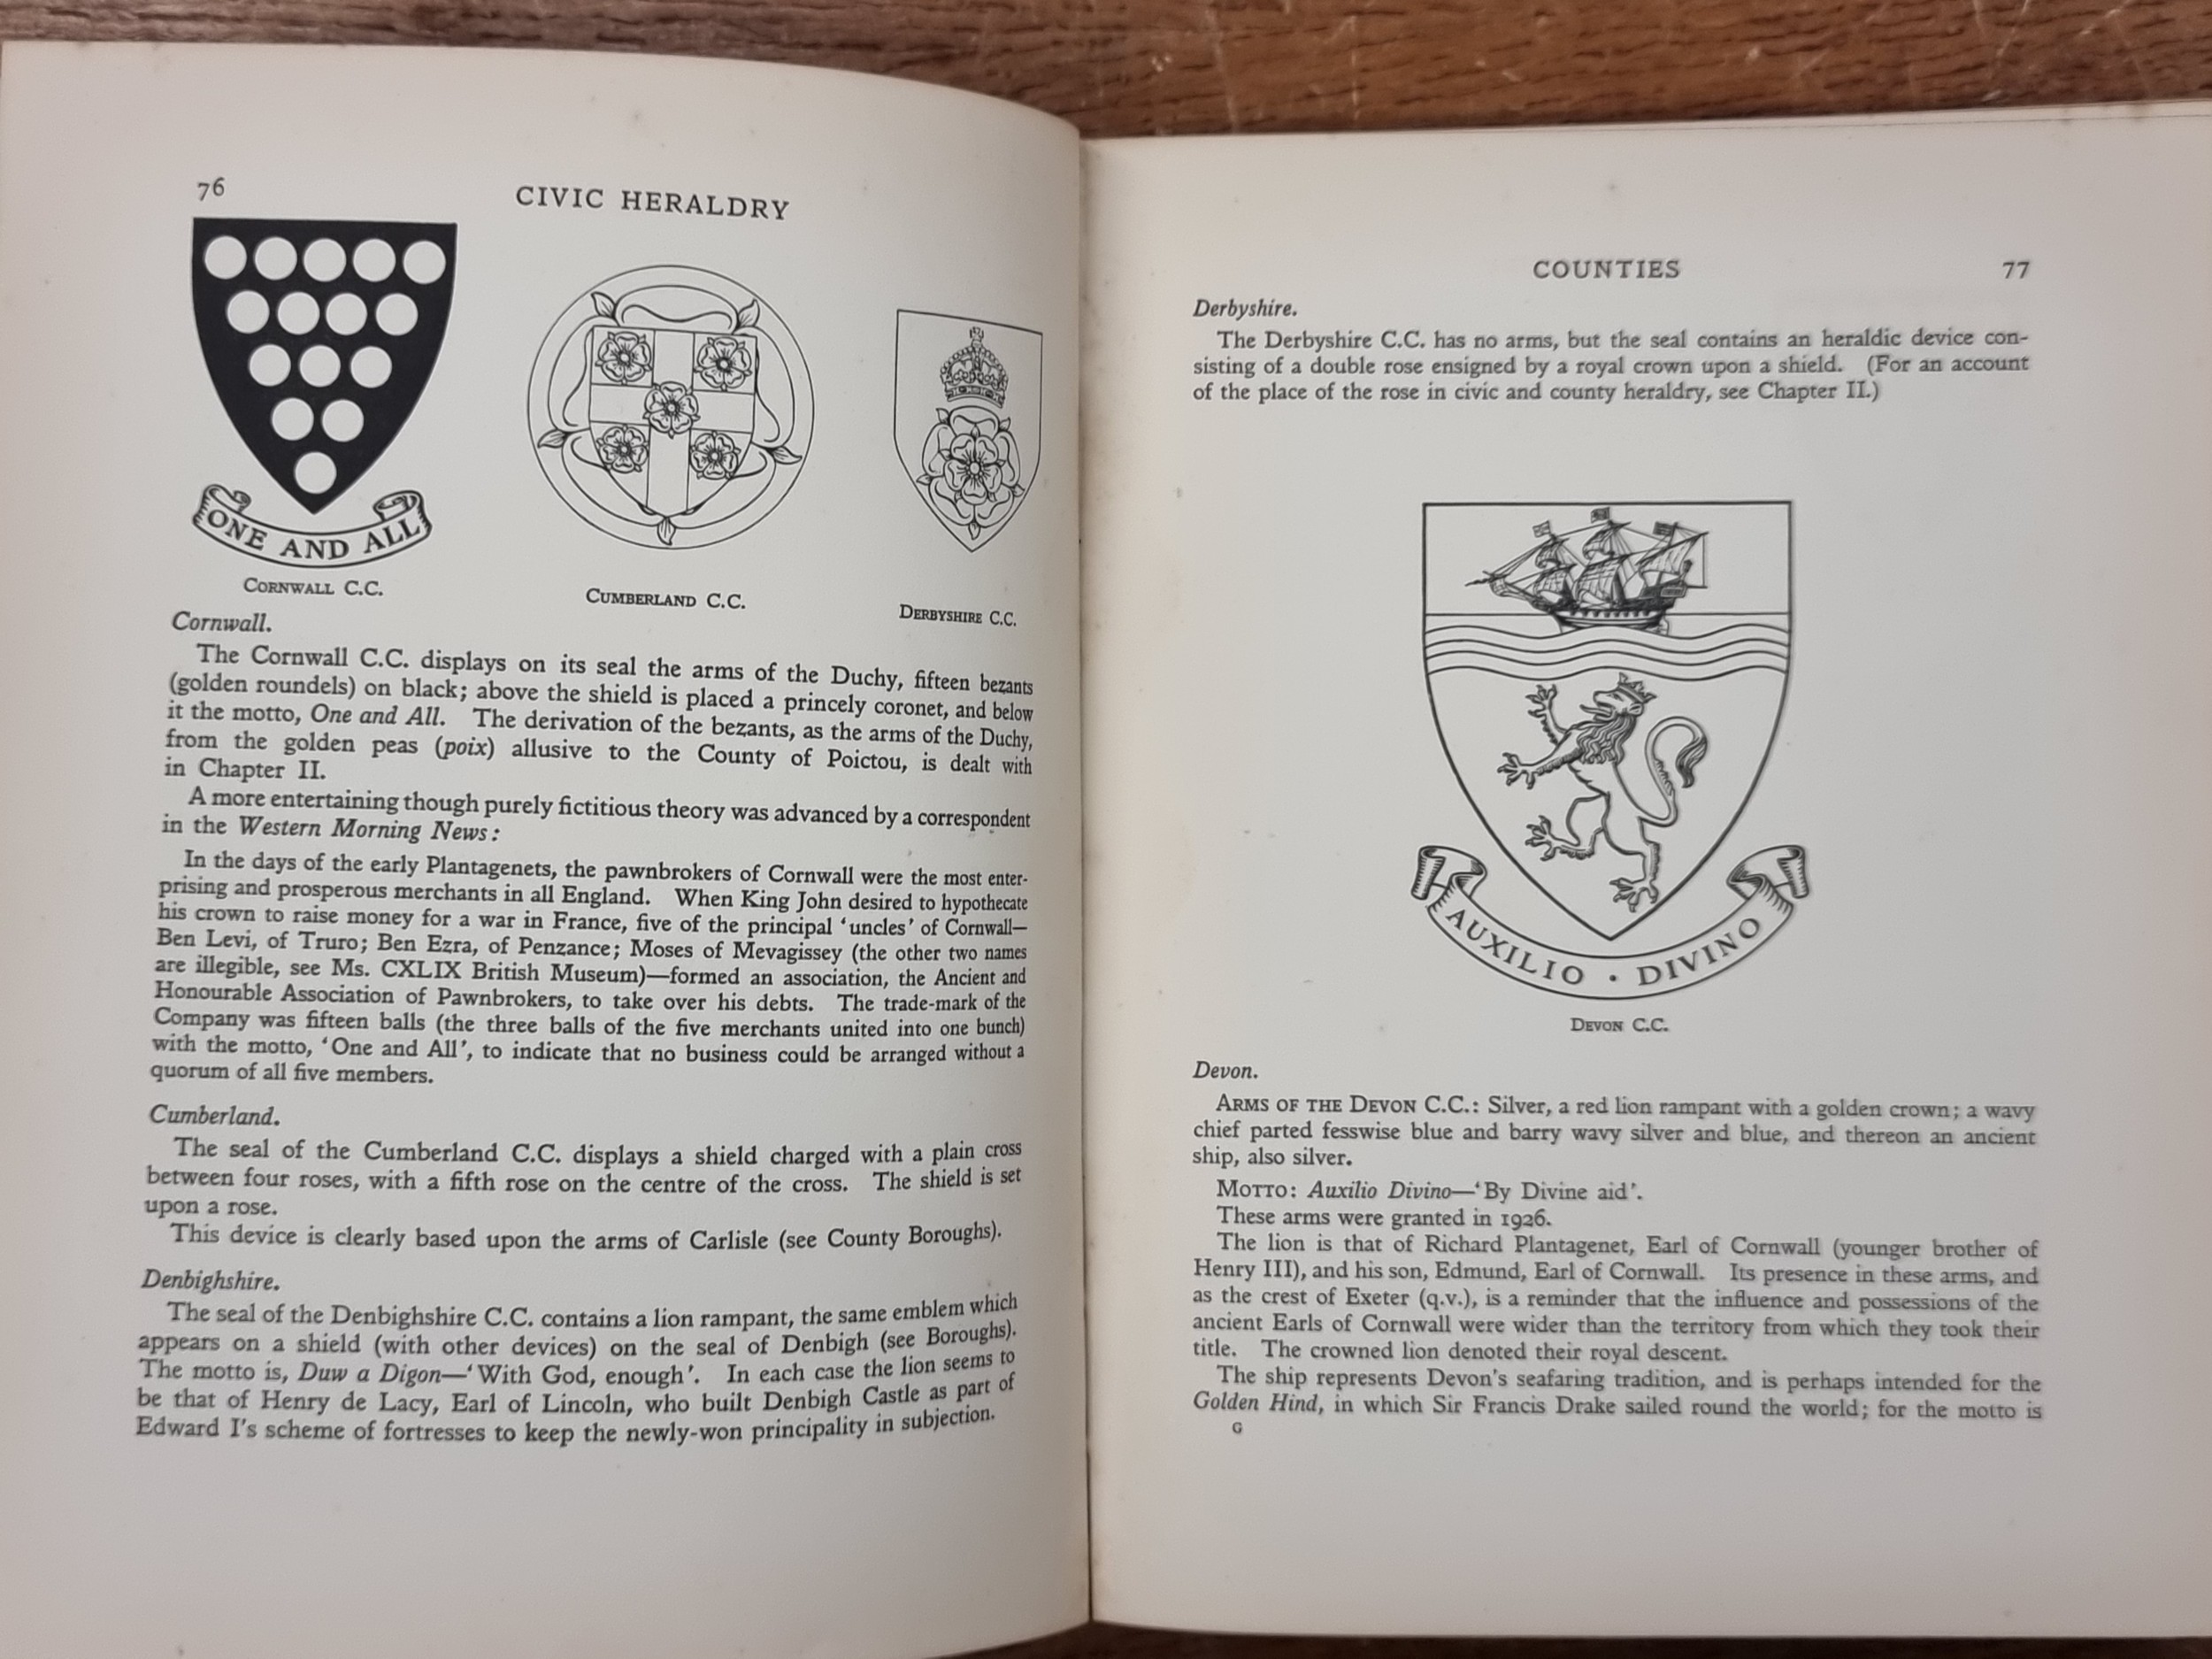 76
CIVIC HERALDRY
ONE AND ALL
CORNWALL C.C.
CUMBERLAND C.C.
DERBYSHIRE C.C.
Cornwall.
The Cornwall C.C. displays on its seal the arms of the Duchy, fifteen bezants
(golden roundels) on black; above the shield is placed a princely coronet, and below
it the motto, One and All. The derivation of the bezants, as the arms of the Duchy,
from the golden peas (poix) allusive to the County of Poictou, is dealt with
in Chapter II.
A more entertaining though purely fictitious theory was advanced by a correspondent
in the Western Morning News:
In the days of the early Plantagenets, the pawnbrokers of Cornwall were the most enter-
prising and prosperous merchants in all England. When King John desired to hypothecate
his crown to raise money for a war in France, five of the principal ‘uncles’ of Cornwall—
Ben Levi, of Truro; Ben Ezra, of Penzance; Moses of Mevagissey (the other two names
are illegible, see Ms. CXLIX British Museum)—formed an association, the Ancient and
Honourable Association of Pawnbrokers, to take over his debts. The trade-mark of the
Company was fifteen balls (the three balls of the five merchants united into one bunch)
with the motto, ‘One and All’, to indicate that no business could be arranged without a
quorum of all five members.
Cumberland.
The seal of the Cumberland C.C. displays a shield charged with a plain cross
between four roses, with a fifth rose on the centre of the cross. The shield is set
upon a rose.
This device is clearly based upon the arms of Carlisle (see County Boroughs).
Denbighshire.
The seal of the Denbighshire C.C. contains a lion rampant, the same emblem which
appears on a shield (with other devices) on the seal of Denbigh (see Boroughs).
The motto is, Duw a Digon—‘With God, enough’. In each case the lion seems to
be that of Henry de Lacy, Earl of Lincoln, who built Denbigh Castle as part of
Edward I's scheme of fortresses to keep the newly-won principality in subjection.
COUNTIES
77
Derbyshire.
The Derbyshire C.C. has no arms, but the seal contains an heraldic device con-
sisting of a double rose ensigned by a royal crown upon a shield. (For an account
of the place of the rose in civic and county heraldry, see Chapter II.)
AUXILIO · DIVINO
DEVON C.C.
Devon.
ARMS OF THE DEVON C.C.: Silver, a red lion rampant with a golden crown; a wavy
chief parted fesswise blue and barry wavy silver and blue, and thereon an ancient
ship, also silver.
MOTTO: Auxilio Divino—‘By Divine aid’.
These arms were granted in 1926.
The lion is that of Richard Plantagenet, Earl of Cornwall (younger brother of
Henry III), and his son, Edmund, Earl of Cornwall. Its presence in these arms, and
as the crest of Exeter (q.v.), is a reminder that the influence and possessions of the
ancient Earls of Cornwall were wider than the territory from which they took their
title. The crowned lion denoted their royal descent.
The ship represents Devon's seafaring tradition, and is perhaps intended for the
Golden Hind, in which Sir Francis Drake sailed round the world; for the motto is
G